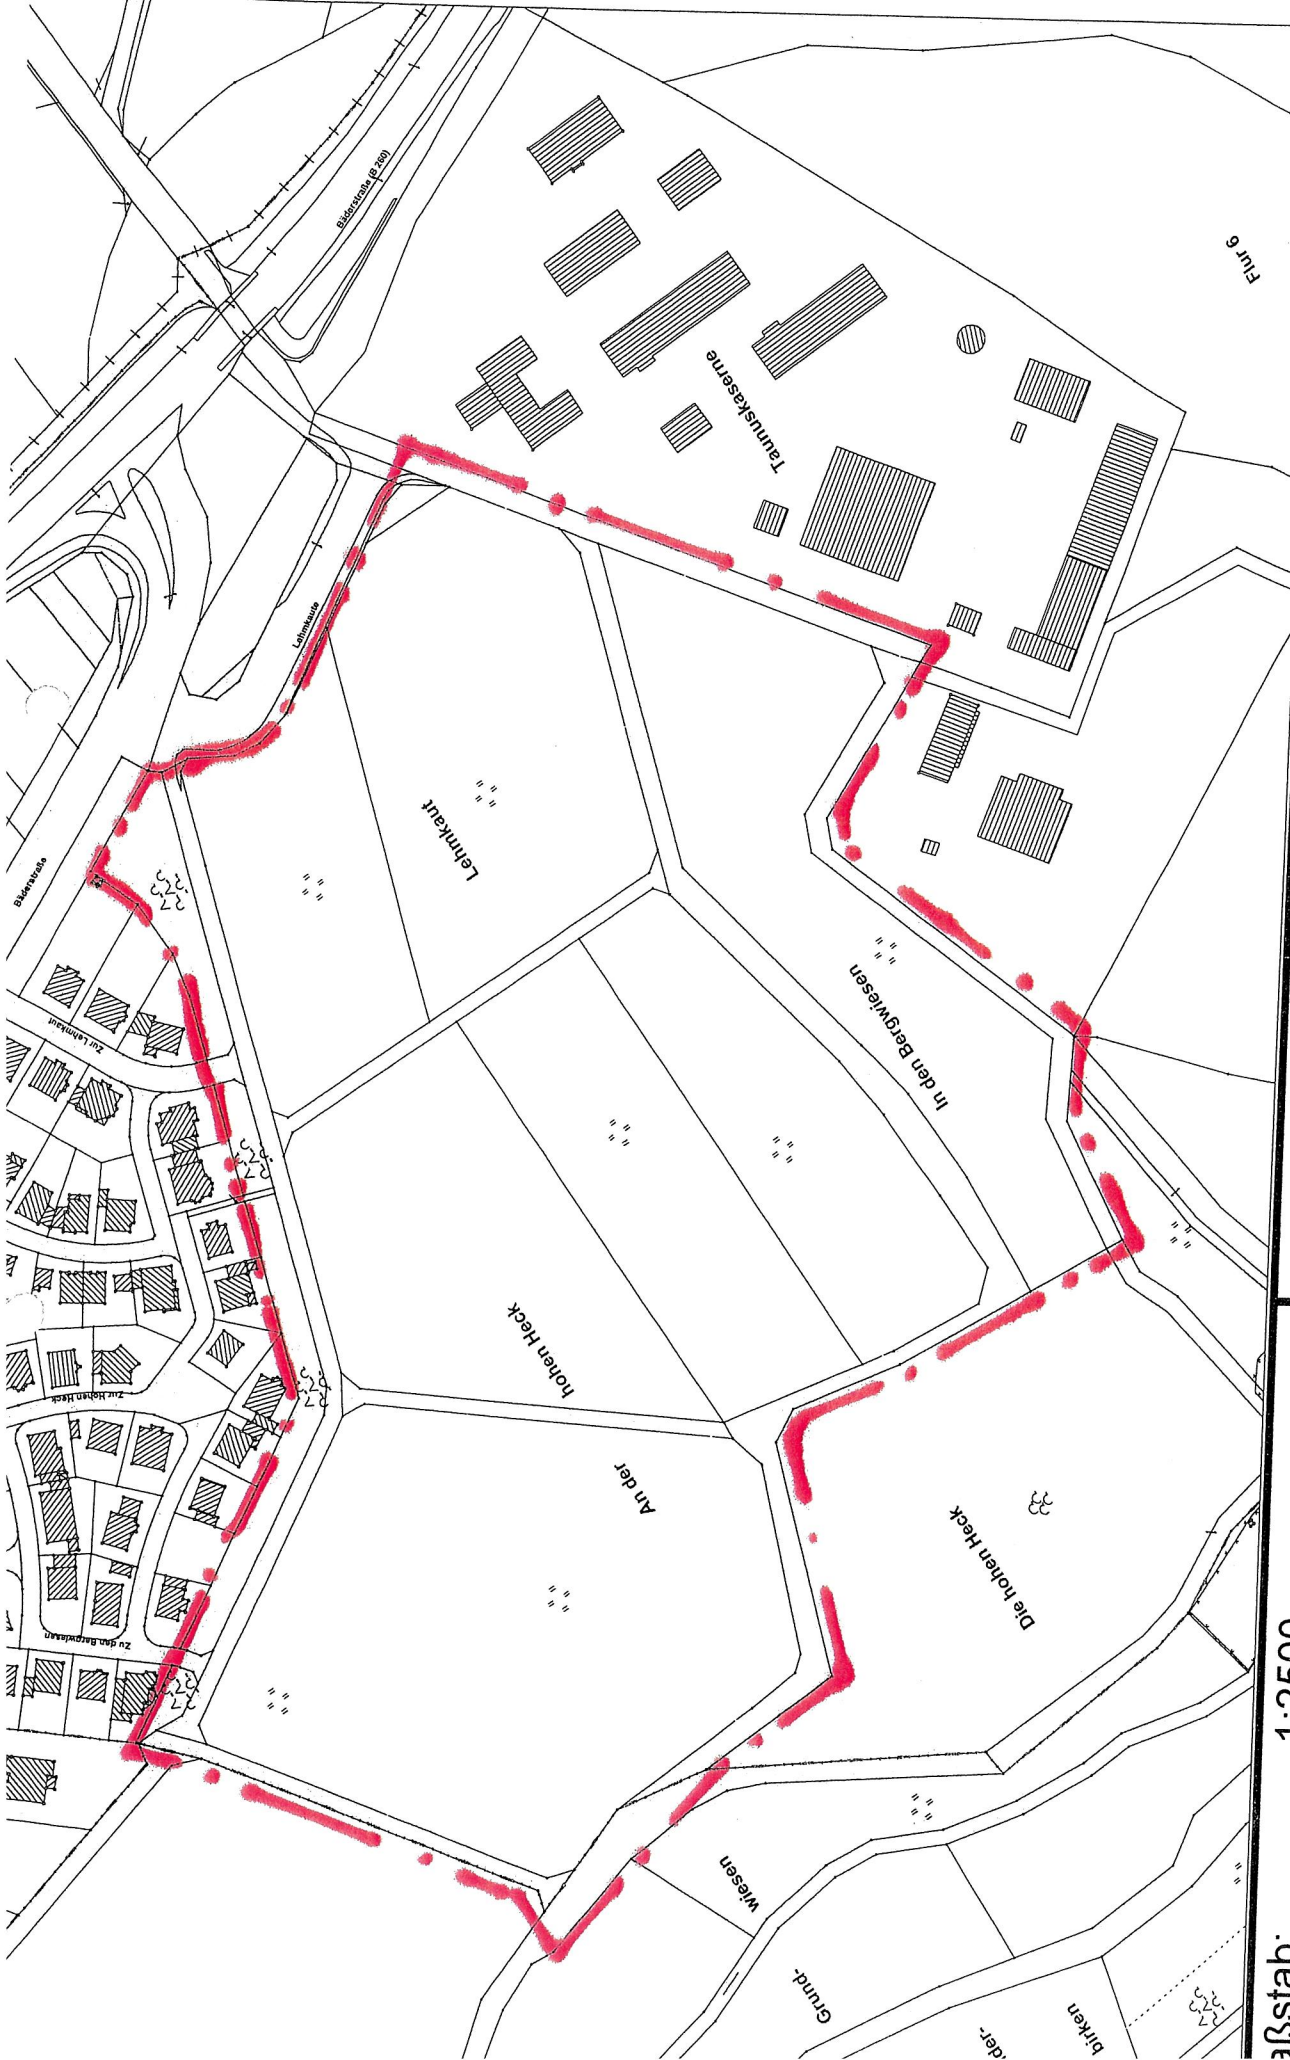 Bäderstraße (B 260)
Flur 6
Taunuskaserne
Lehmkaute
Lehmkaut
Bäderstraße
Zur Lehmkaut
In den Bergwiesen
An der
hohen Heck
Zur Hohen Heck
Die hohen Heck
Zu den Bergwiesen
Grund-
wiesen
der-
birken
aßstab:
1:2500